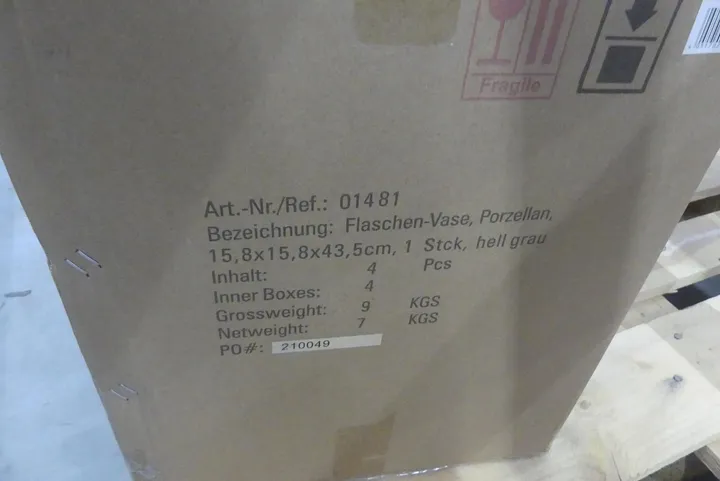 Fragile
Art.-Nr./Ref.: 01481
Bezeichnung: Flaschen-Vase, Porzellan,
15,8x15,8x43,5cm, 1 Stck, hell grau
Inhalt: 4 Pcs
Inner Boxes: 4
Grossweight: 9 KGS
Netweight: 7 KGS
PO#: 210049